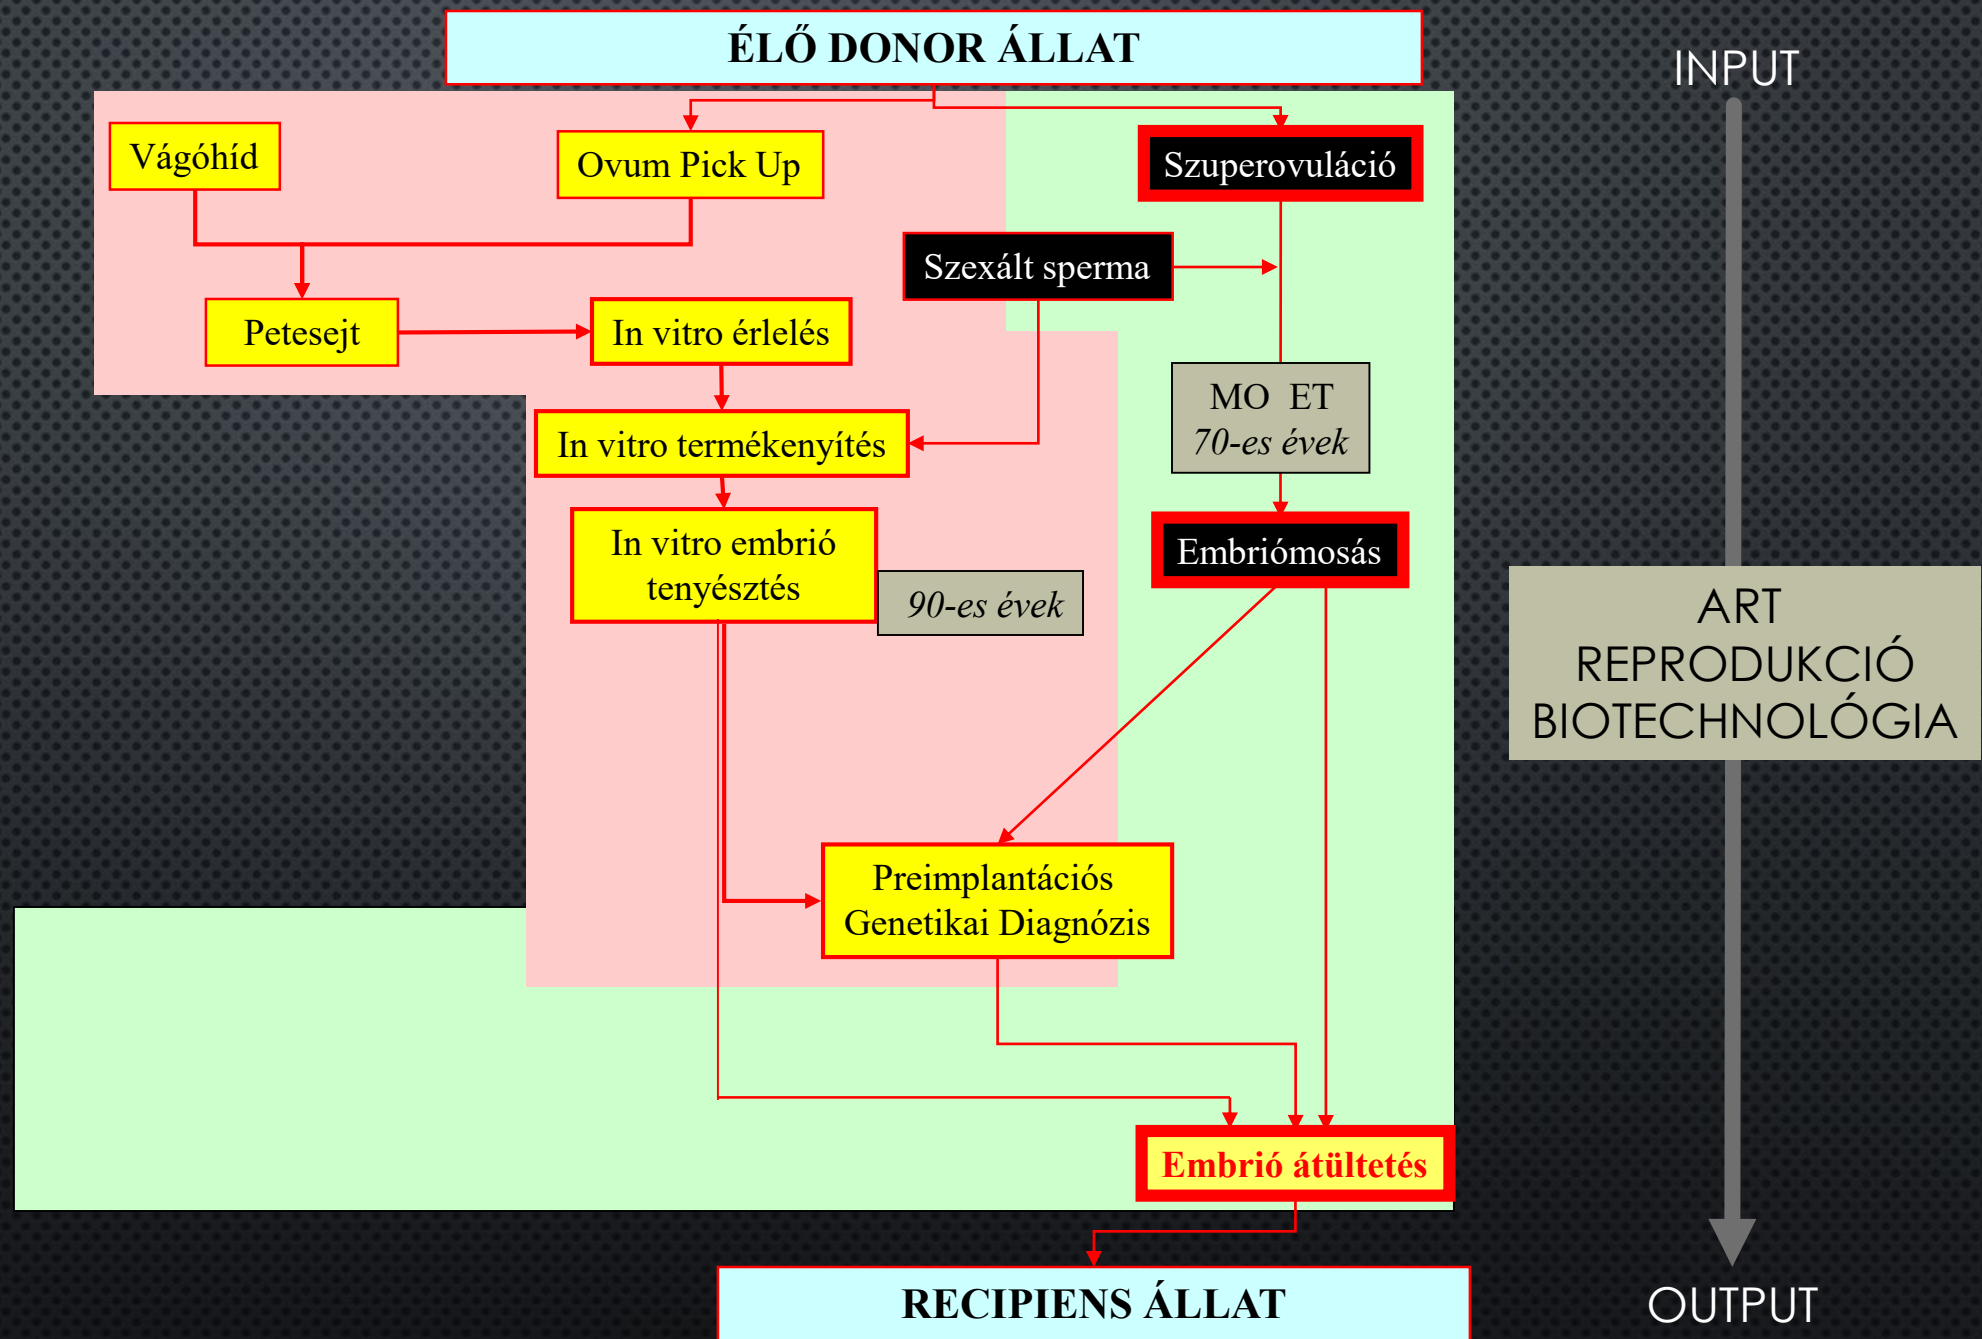 ÉLŐ DONOR ÁLLAT
INPUT
Vágóhíd
Ovum Pick Up
Szuperovuláció
Szexált sperma
Petesejt
In vitro érlelés
MO  ET
70-es évek
In vitro termékenyítés
In vitro embrió
tenyésztés
90-es évek
Embriómosás
ART
REPRODUKCIÓ
BIOTECHNOLÓGIA
Preimplantációs
Genetikai Diagnózis
Embrió átültetés
RECIPIENS ÁLLAT
OUTPUT